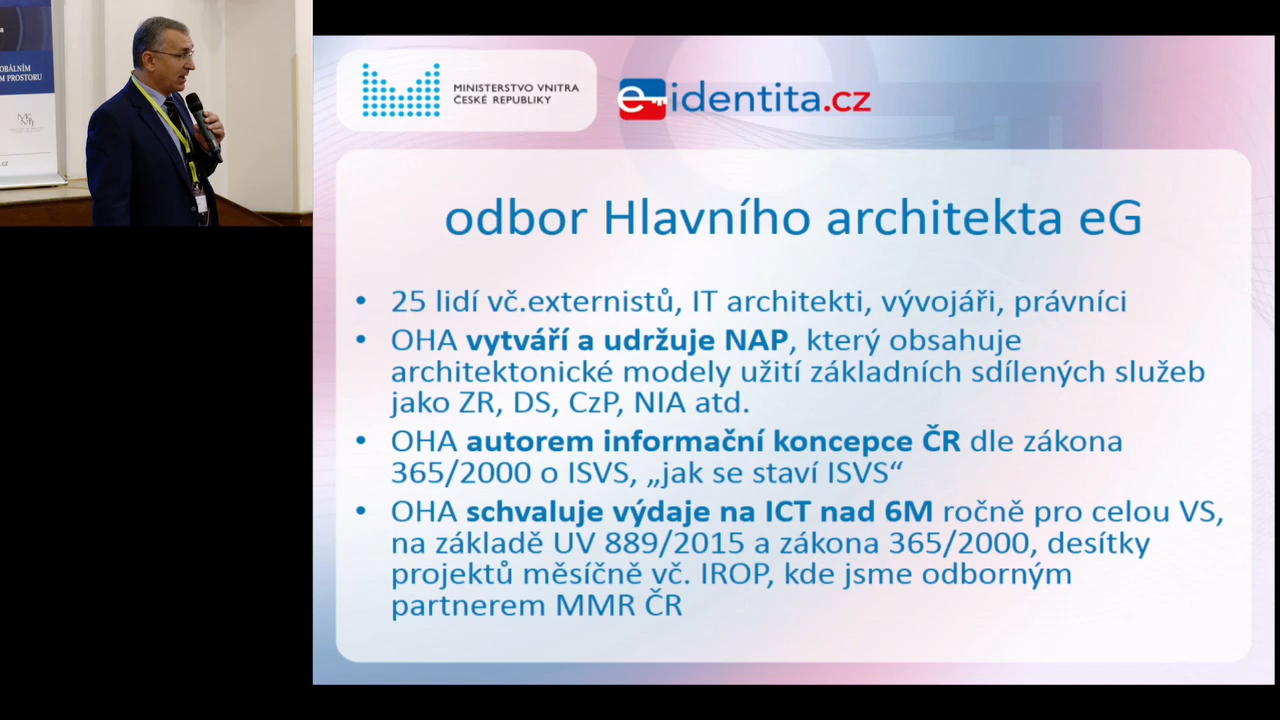 OBÁLNÍM
M PROSTORU
.cz
MINISTERSTVO VNITRA
ČESKÉ REPUBLIKY
e-identita.cz
odbor Hlavního architekta eG
• 25 lidí vč.externistů, IT architekti, vývojáři, právníci
• OHA vytváří a udržuje NAP, který obsahuje
architektonické modely užití základních sdílených služeb
jako ZR, DS, CzP, NIA atd.
• OHA autorem informační koncepce ČR dle zákona
365/2000 o ISVS, „jak se staví ISVS“
• OHA schvaluje výdaje na ICT nad 6M ročně pro celou VS,
na základě UV 889/2015 a zákona 365/2000, desítky
projektů měsíčně vč. IROP, kde jsme odborným
partnerem MMR ČR